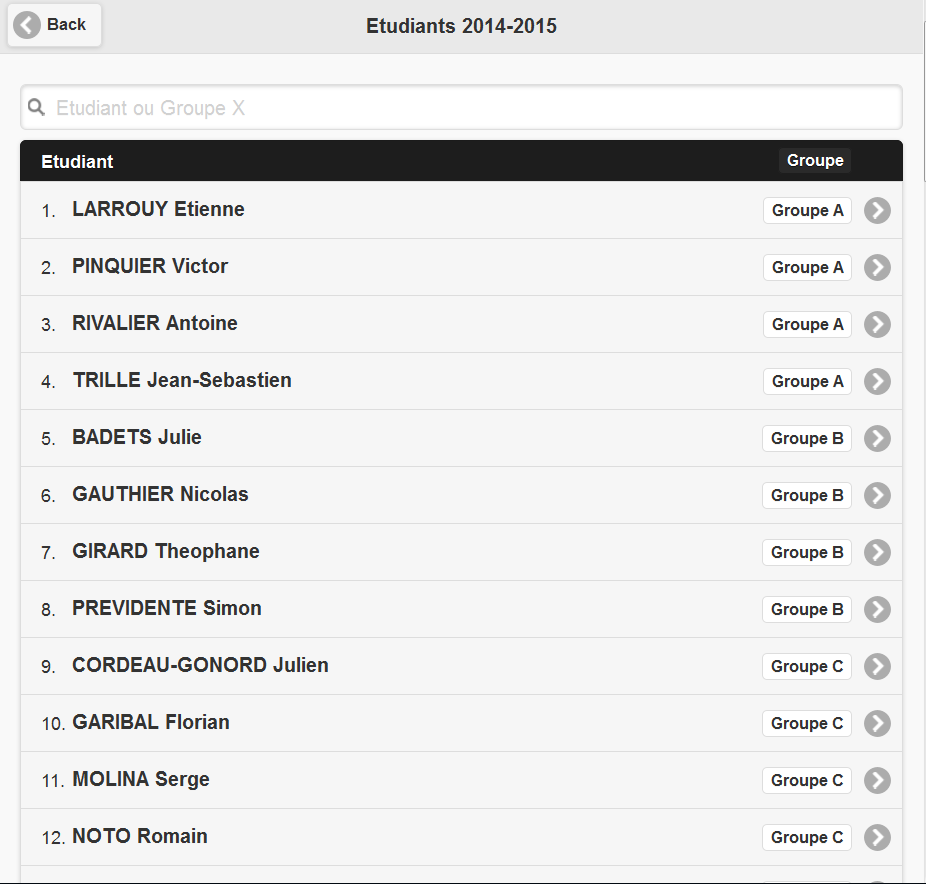 Back
Etudiants 2014-2015
Etudiant ou Groupe X
Etudiant Groupe
1. LARROUY Etienne Groupe A
2. PINQUIER Victor Groupe A
3. RIVALIER Antoine Groupe A
4. TRILLE Jean-Sebastien Groupe A
5. BADETS Julie Groupe B
6. GAUTHIER Nicolas Groupe B
7. GIRARD Theophane Groupe B
8. PREVIDENTE Simon Groupe B
9. CORDEAU-GONORD Julien Groupe C
10. GARIBAL Florian Groupe C
11. MOLINA Serge Groupe C
12. NOTO Romain Groupe C